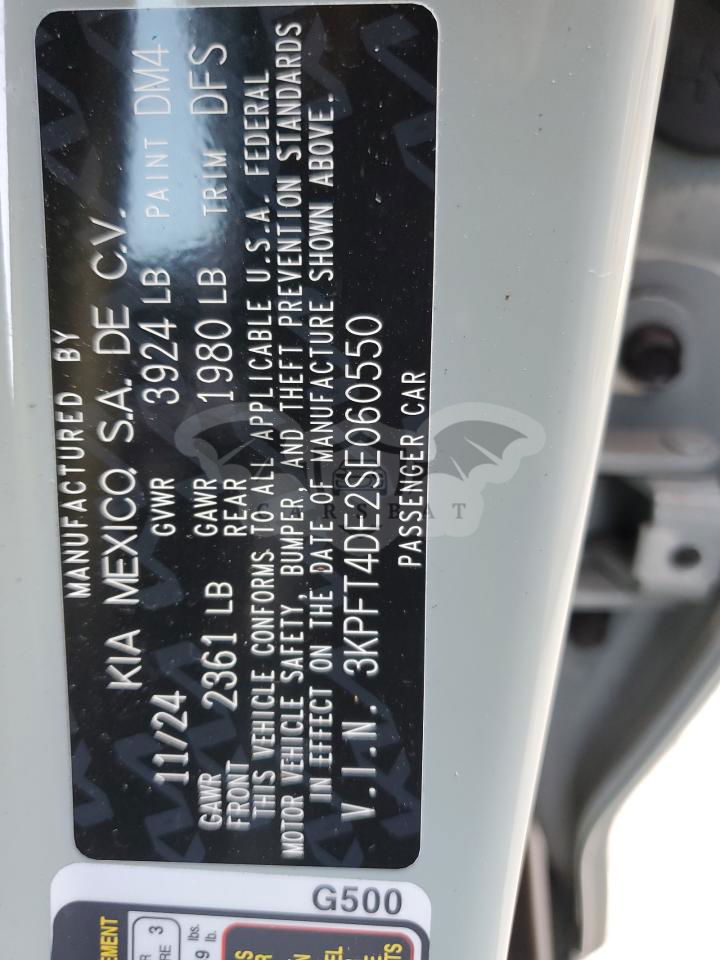 MANUFACTURED BY
KIA MEXICO, S.A. DE C.V.
11/24 GVWR 3924 LB PAINT DM4
GAWR FRONT 2361 LB GAWR REAR 1980 LB TRIM DFS
THIS VEHICLE CONFORMS TO ALL APPLICABLE U.S.A. FEDERAL
MOTOR VEHICLE SAFETY, BUMPER, AND THEFT PREVENTION STANDARDS
IN EFFECT ON THE DATE OF MANUFACTURE SHOWN ABOVE.
V.I.N. 3KPFT4DE2SE060550
PASSENGER CAR
CARSBAT
G500